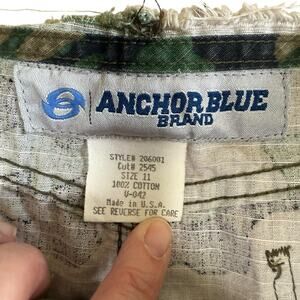 ANCHOR BLUE
BRAND
STYLE# 206001
Cut# 2545
SIZE 11
100% COTTON
V-042
Made in U.S.A.
SEE REVERSE FOR CARE